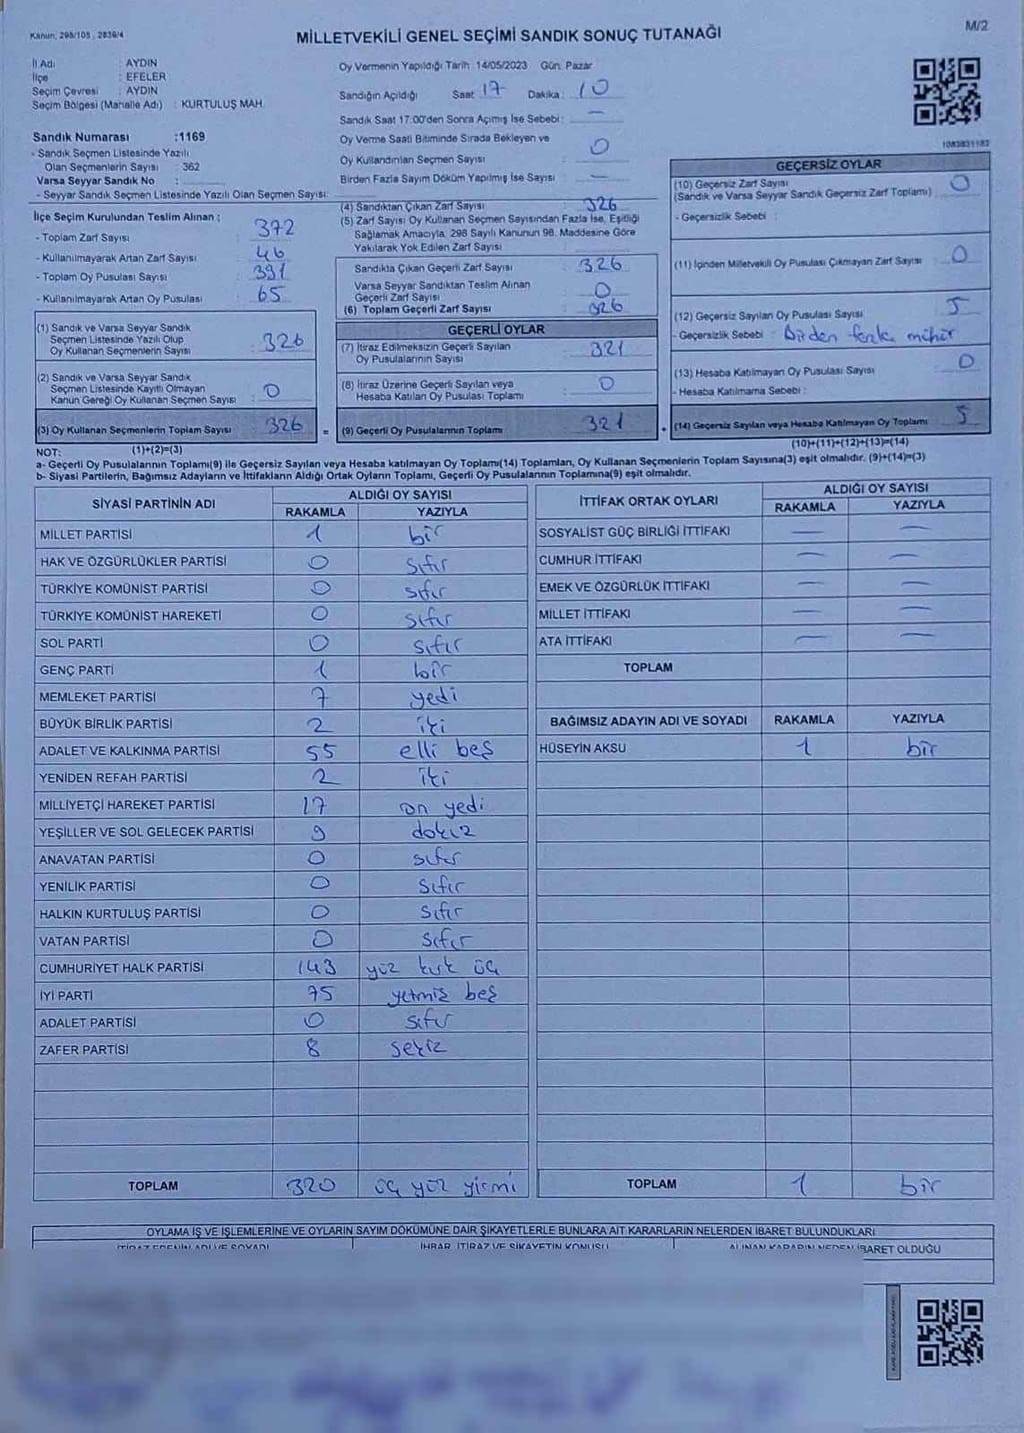 Kanun, 298/105 , 2839/4
MİLLETVEKİLİ GENEL SEÇİMİ SANDIK SONUÇ TUTANAĞI
M/2
İl Adı : AYDIN
İlçe : EFELER
Seçim Çevresi : AYDIN
Seçim Bölgesi (Mahalle Adı) : KURTULUŞ MAH.
Sandık Numarası :1169
- Sandık Seçmen Listesinde Yazılı
Olan Seçmenlerin Sayısı : 362
Varsa Seyyar Sandık No :
- Seyyar Sandık Seçmen Listesinde Yazılı Olan Seçmen Sayısı:
Oy Vermenin Yapıldığı Tarih :14/05/2023 Gün: Pazar
Sandığın Açıldığı Saat : 17 Dakika : 10
Sandık Saat 17:00'den Sonra Açımış İse Sebebi : —
Oy Verme Saati Bitiminde Sırada Bekleyen ve
Oy Kullandırılan Seçmen Sayısı : 0
Birden Fazla Sayım Döküm Yapılmış İse Sayısı : —
1083831183
İlçe Seçim Kurulundan Teslim Alınan ;
- Toplam Zarf Sayısı : 372
- Kullanılmayarak Artan Zarf Sayısı : 46
- Toplam Oy Pusulası Sayısı : 391
- Kullanılmayarak Artan Oy Pusulası : 65
(1) Sandık ve Varsa Seyyar Sandık
Seçmen Listesinde Yazılı Olup
Oy Kullanan Seçmenlerin Sayısı : 326
(2) Sandık ve Varsa Seyyar Sandık
Seçmen Listesinde Kayıtlı Olmayan
Kanun Gereği Oy Kullanan Seçmen Sayısı : 0
(3) Oy Kullanan Seçmenlerin Toplam Sayısı : 326 =
(4) Sandıktan Çıkan Zarf Sayısı : 326
(5) Zarf Sayısı Oy Kullanan Seçmen Sayısından Fazla İse, Eşitliği
Sağlamak Amacıyla, 298 Sayılı Kanunun 98. Maddesine Göre
Yakılarak Yok Edilen Zarf Sayısı : —
Sandıkta Çıkan Geçerli Zarf Sayısı : 326
Varsa Seyyar Sandıktan Teslim Alınan
Geçerli Zarf Sayısı : 0
(6) Toplam Geçerli Zarf Sayısı : 326
GEÇERLİ OYLAR
(7) İtiraz Edilmeksizin Geçerli Sayılan
Oy Pusulalarının Sayısı : 321
(8) İtiraz Üzerine Geçerli Sayılan veya
Hesaba Katılan Oy Pusulası Toplamı : 0
(9) Geçerli Oy Pusulalarının Toplamı : 321 +
GEÇERSİZ OYLAR
(10) Geçersiz Zarf Sayısı
(Sandık ve Varsa Seyyar Sandık Geçersiz Zarf Toplamı) : 0
- Geçersizlik Sebebi :
(11) İçinden Milletvekili Oy Pusulası Çıkmayan Zarf Sayısı : 0
(12) Geçersiz Sayılan Oy Pusulası Sayısı : 5
- Geçersizlik Sebebi : Birden fazla mühür
(13) Hesaba Katılmayan Oy Pusulası Sayısı : 0
- Hesaba Katılmama Sebebi :
(14) Geçersiz Sayılan veya Hesaba Katılmayan Oy Toplamı : 5
NOT: (1)+(2)=(3)
(10)+(11)+(12)+(13)=(14)
a- Geçerli Oy Pusulalarının Toplamı(9) ile Geçersiz Sayılan veya Hesaba katılmayan Oy Toplamı(14) Toplamları, Oy Kullanan Seçmenlerin Toplam Sayısına(3) eşit olmalıdır. (9)+(14)=(3)
b- Siyasi Partilerin, Bağımsız Adayların ve İttifakların Aldığı Ortak Oyların Toplamı, Geçerli Oy Pusulalarının Toplamına(9) eşit olmalıdır.
SİYASİ PARTİNİN ADI ALDIĞI OY SAYISI
RAKAMLA YAZIYLA
MİLLET PARTİSİ 1 bir
HAK VE ÖZGÜRLÜKLER PARTİSİ 0 sıfır
TÜRKİYE KOMÜNİST PARTİSİ 0 sıfır
TÜRKİYE KOMÜNİST HAREKETİ 0 sıfır
SOL PARTİ 0 sıfır
GENÇ PARTİ 1 bir
MEMLEKET PARTİSİ 7 yedi
BÜYÜK BİRLİK PARTİSİ 2 iki
ADALET VE KALKINMA PARTİSİ 55 elli beş
YENİDEN REFAH PARTİSİ 2 iki
MİLLİYETÇİ HAREKET PARTİSİ 17 on yedi
YEŞİLLER VE SOL GELECEK PARTİSİ 9 dokuz
ANAVATAN PARTİSİ 0 sıfır
YENİLİK PARTİSİ 0 sıfır
HALKIN KURTULUŞ PARTİSİ 0 sıfır
VATAN PARTİSİ 0 sıfır
CUMHURİYET HALK PARTİSİ 143 yüz kırk üç
İYİ PARTİ 75 yetmiş beş
ADALET PARTİSİ 0 sıfır
ZAFER PARTİSİ 8 sekiz
TOPLAM 320 üç yüz yirmi
İTTİFAK ORTAK OYLARI ALDIĞI OY SAYISI
RAKAMLA YAZIYLA
SOSYALİST GÜÇ BİRLİĞİ İTTİFAKI — —
CUMHUR İTTİFAKI — —
EMEK VE ÖZGÜRLÜK İTTİFAKI — —
MİLLET İTTİFAKI — —
ATA İTTİFAKI — —
TOPLAM
BAĞIMSIZ ADAYIN ADI VE SOYADI RAKAMLA YAZIYLA
HÜSEYİN AKSU 1 bir
TOPLAM 1 bir
OYLAMA İŞ VE İŞLEMLERİNE VE OYLARIN SAYIM DÖKÜMÜNE DAİR ŞİKAYETLERLE BUNLARA AİT KARARLARIN NELERDEN İBARET BULUNDUKLARI
İTİRAZ EDENİN ADI VE SOYADI İHBAR, İTİRAZ VE ŞİKAYETİN KONUSU ALINAN KARARIN NEDEN İBARET OLDUĞU